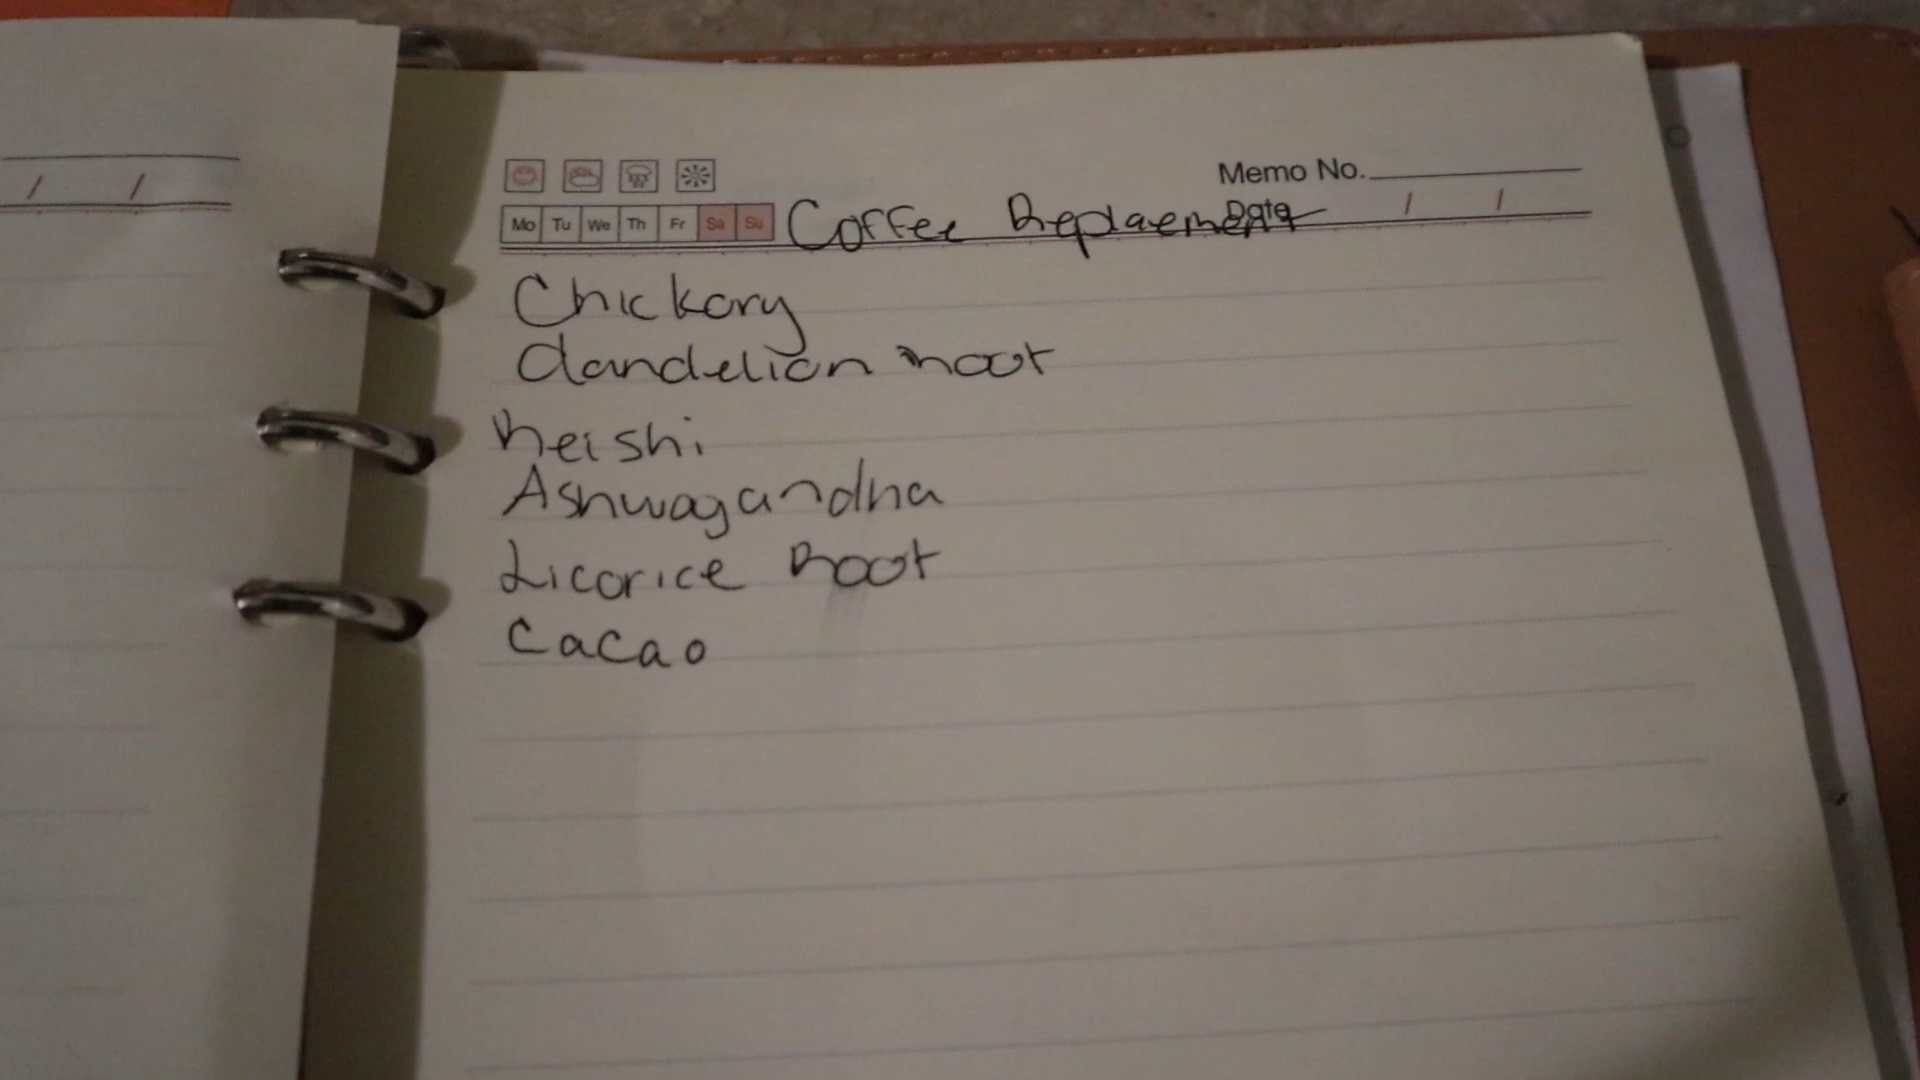 Memo No.
Mo Tu We Th Fr Sa Su Coffee Replaement Date / /
/ /
Chickory
dandelion root
Reishi
Ashwagandha
Licorice Root
Cacao